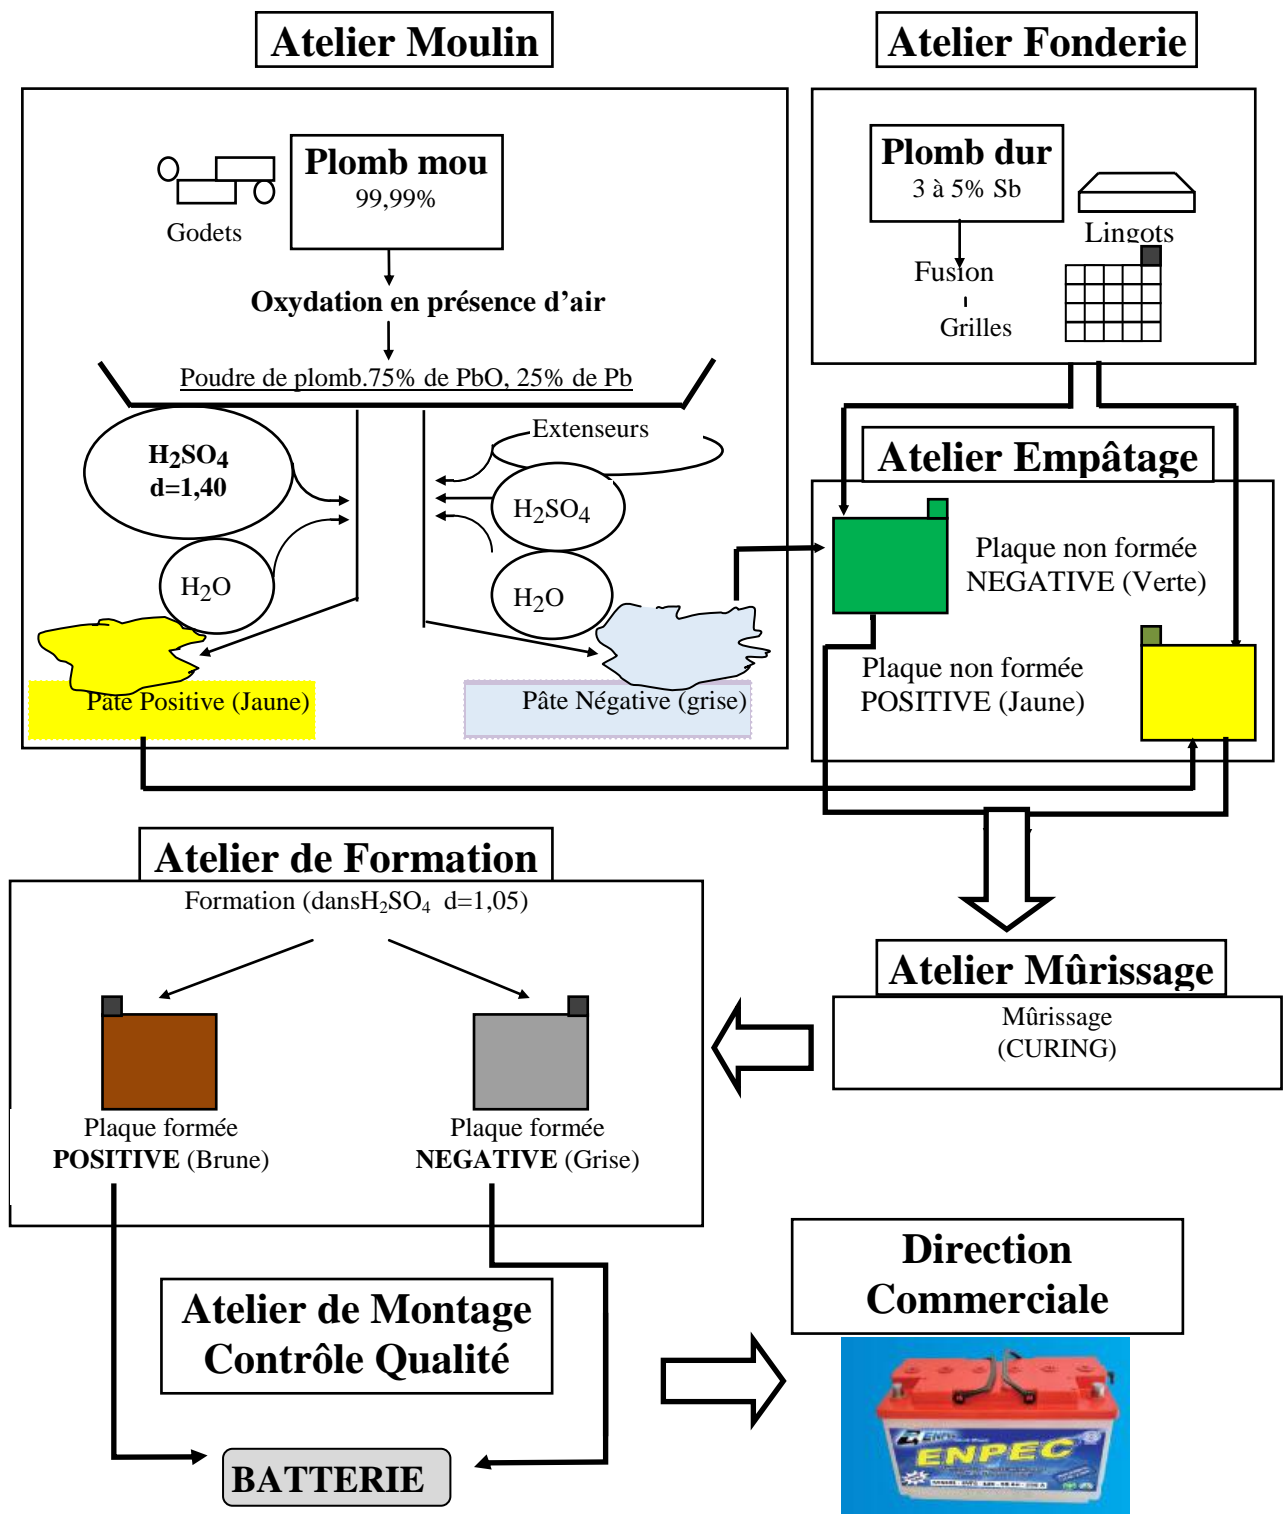 Atelier Moulin
Atelier Fonderie
Plomb mou
99,99%
Godets
Oxydation en présence d’air
Poudre de plomb.75% de PbO, 25% de Pb
H2SO4
d=1,40
H2O
Extenseurs
H2SO4
H2O
Pâte Positive (Jaune)
Pâte Négative (grise)
Plomb dur
3 à 5% Sb
Lingots
Fusion
Grilles
Atelier Empâtage
Plaque non formée
NEGATIVE (Verte)
Plaque non formée
POSITIVE (Jaune)
Atelier de Formation
Formation (dansH2SO4 d=1,05)
Plaque formée
POSITIVE (Brune)
Plaque formée
NEGATIVE (Grise)
Atelier Mûrissage
Mûrissage
(CURING)
Atelier de Montage
Contrôle Qualité
BATTERIE
Direction
Commerciale
ENPEC